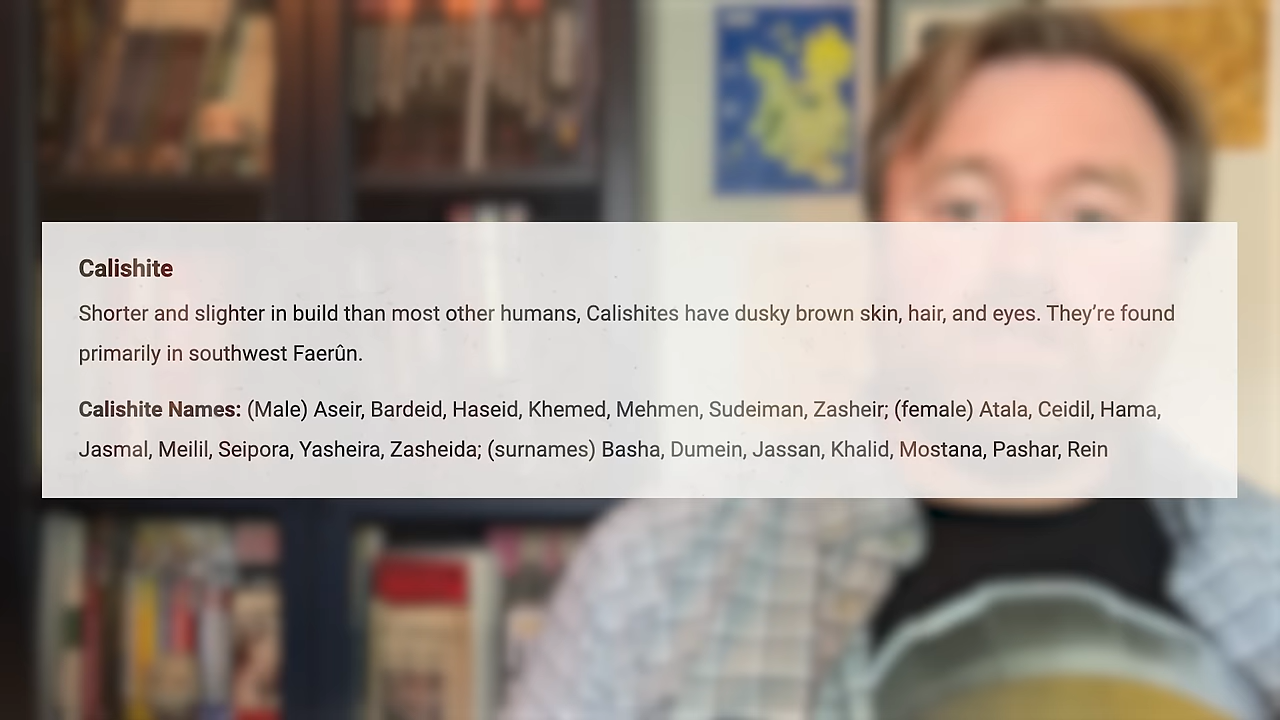 Calishite
Shorter and slighter in build than most other humans, Calishites have dusky brown skin, hair, and eyes. They’re found
primarily in southwest Faerûn.
Calishite Names: (Male) Aseir, Bardeid, Haseid, Khemed, Mehmen, Sudeiman, Zasheir; (female) Atala, Ceidil, Hama,
Jasmal, Meilil, Seipora, Yasheira, Zasheida; (surnames) Basha, Dumein, Jassan, Khalid, Mostana, Pashar, Rein